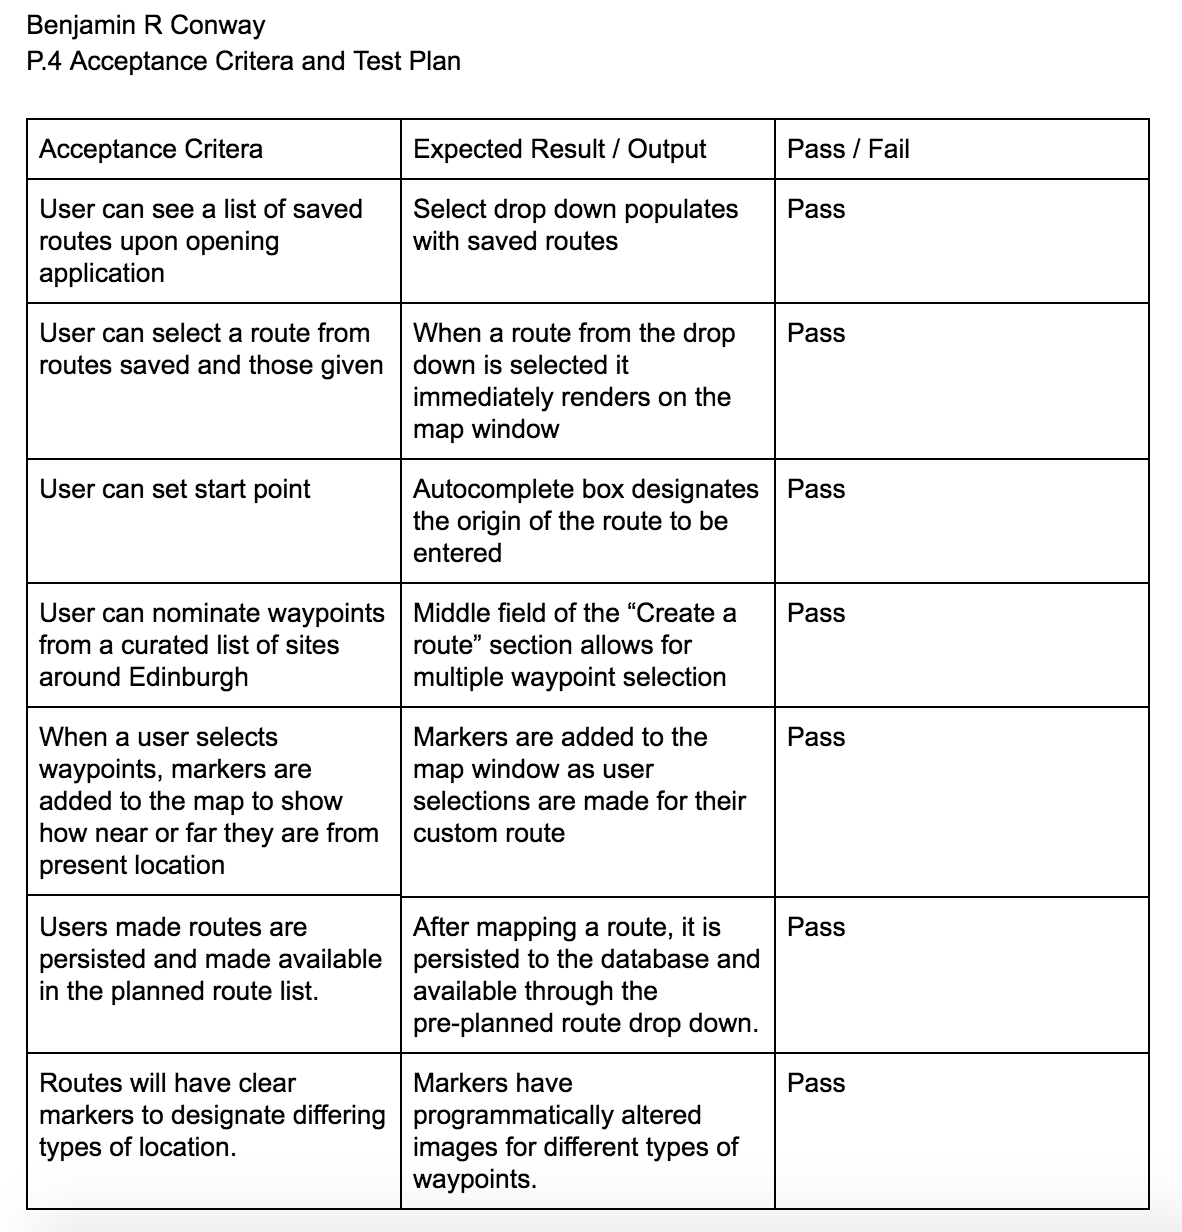 Benjamin R Conway
P.4 Acceptance Critera and Test Plan
Acceptance Critera
Expected Result / Output
Pass / Fail
User can see a list of saved
routes upon opening
application
Select drop down populates
with saved routes
Pass
User can select a route from
routes saved and those given
When a route from the drop
down is selected it
immediately renders on the
map window
Pass
User can set start point
Autocomplete box designates
the origin of the route to be
entered
Pass
User can nominate waypoints
from a curated list of sites
around Edinburgh
Middle field of the “Create a
route” section allows for
multiple waypoint selection
Pass
When a user selects
waypoints, markers are
added to the map to show
how near or far they are from
present location
Markers are added to the
map window as user
selections are made for their
custom route
Pass
Users made routes are
persisted and made available
in the planned route list.
After mapping a route, it is
persisted to the database and
available through the
pre-planned route drop down.
Pass
Routes will have clear
markers to designate differing
types of location.
Markers have
programmatically altered
images for different types of
waypoints.
Pass